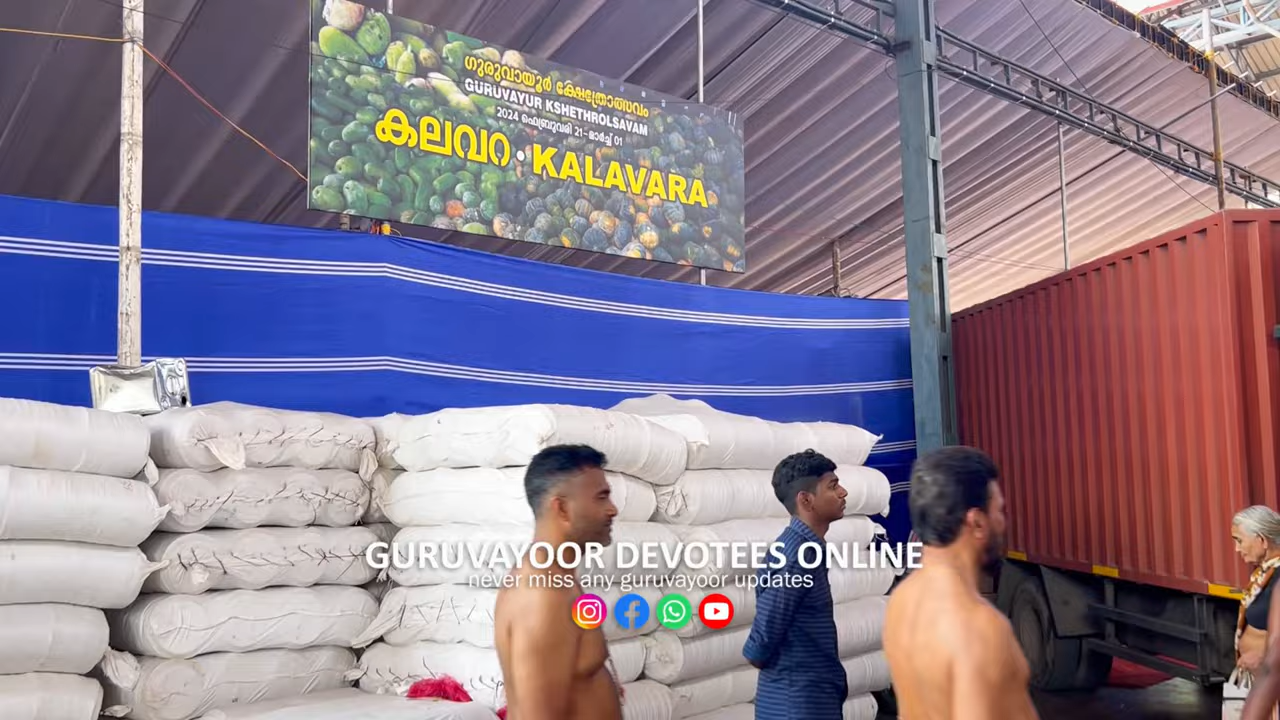 ഗുരുവായൂർ ക്ഷേത്രോത്സവം
GURUVAYUR KSHETHROLSAVAM
2024 ഫെബ്രുവരി 21 - മാർച്ച് 01
കലവറ • KALAVARA
GURUVAYOOR DEVOTEES ONLINE
never miss any guruvayoor updates